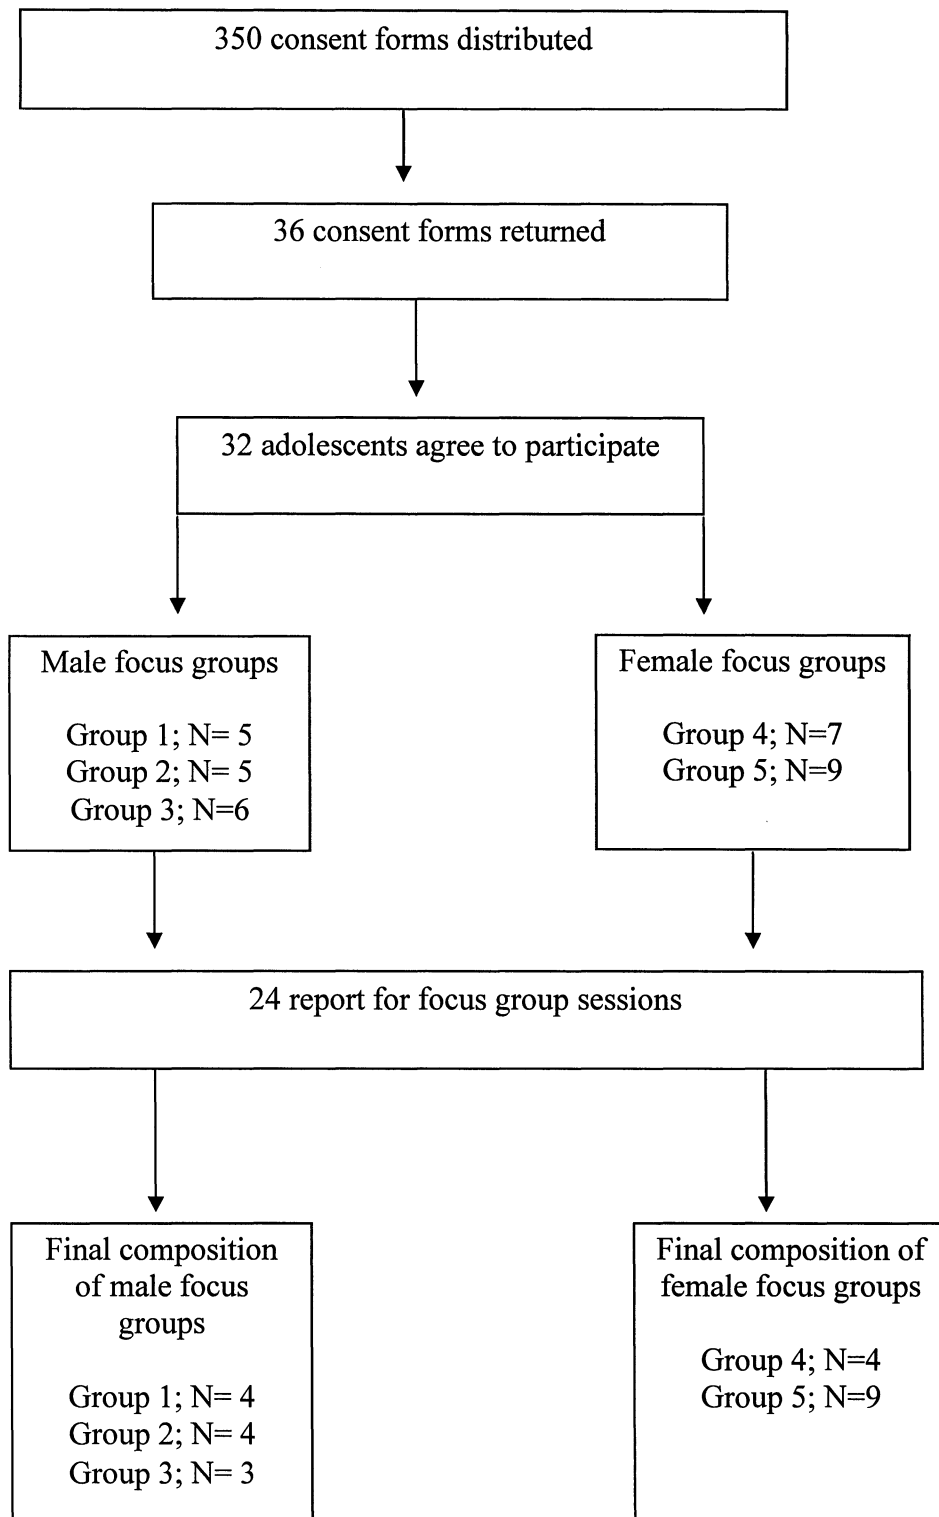 350 consent forms distributed
36 consent forms returned
32 adolescents agree to participate
Male focus groups
Group 1; N= 5
Group 2; N= 5
Group 3; N=6
Female focus groups
Group 4; N=7
Group 5; N=9
24 report for focus group sessions
Final composition
of male focus
groups
Group 1; N= 4
Group 2; N= 4
Group 3; N= 3
Final composition of
female focus groups
Group 4; N=4
Group 5; N=9